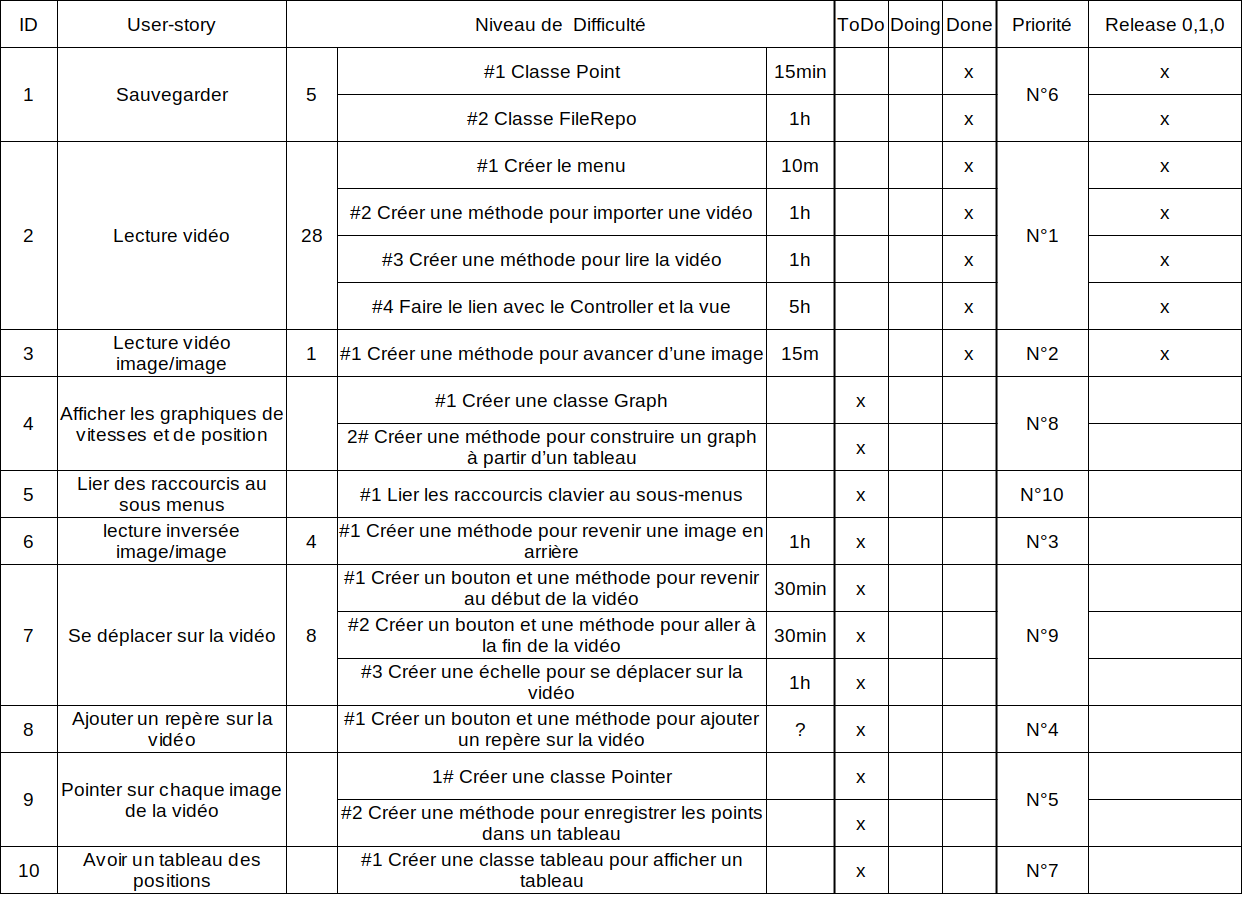 ID User-story Niveau de Difficulté ToDo Doing Done Priorité Release 0,1,0
1 Sauvegarder 5 #1 Classe Point 15min x N°6 x
#2 Classe FileRepo 1h x x
2 Lecture vidéo 28 #1 Créer le menu 10m x N°1 x
#2 Créer une méthode pour importer une vidéo 1h x x
#3 Créer une méthode pour lire la vidéo 1h x x
#4 Faire le lien avec le Controller et la vue 5h x x
3 Lecture vidéo
image/image 1 #1 Créer une méthode pour avancer d’une image 15m x N°2 x
4 Afficher les graphiques de
vitesses et de position #1 Créer une classe Graph x N°8
2# Créer une méthode pour construire un graph
à partir d’un tableau x
5 Lier des raccourcis au
sous menus #1 Lier les raccourcis clavier au sous-menus x N°10
6 lecture inversée
image/image 4 #1 Créer une méthode pour revenir une image en
arrière 1h x N°3
7 Se déplacer sur la vidéo 8 #1 Créer un bouton et une méthode pour revenir
au début de la vidéo 30min x N°9
#2 Créer un bouton et une méthode pour aller à
la fin de la vidéo 30min x
#3 Créer une échelle pour se déplacer sur la
vidéo 1h x
8 Ajouter un repère sur la
vidéo #1 Créer un bouton et une méthode pour ajouter
un repère sur la vidéo ? x N°4
9 Pointer sur chaque image
de la vidéo 1# Créer une classe Pointer x N°5
#2 Créer une méthode pour enregistrer les points
dans un tableau x
10 Avoir un tableau des
positions #1 Créer une classe tableau pour afficher un
tableau x N°7